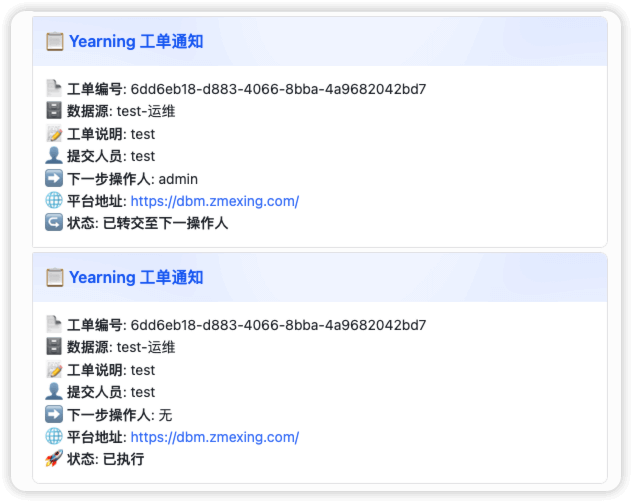 📋 Yearning 工单通知
📄 工单编号: 6dd6eb18-d883-4066-8bba-4a9682042bd7
🗄️ 数据源: test-运维
📝 工单说明: test
👤 提交人员: test
➡️ 下一步操作人: admin
🌐 平台地址: https://dbm.zmexing.com/
↪️ 状态: 已转交至下一操作人
📋 Yearning 工单通知
📄 工单编号: 6dd6eb18-d883-4066-8bba-4a9682042bd7
🗄️ 数据源: test-运维
📝 工单说明: test
👤 提交人员: test
➡️ 下一步操作人: 无
🌐 平台地址: https://dbm.zmexing.com/
🚀 状态: 已执行